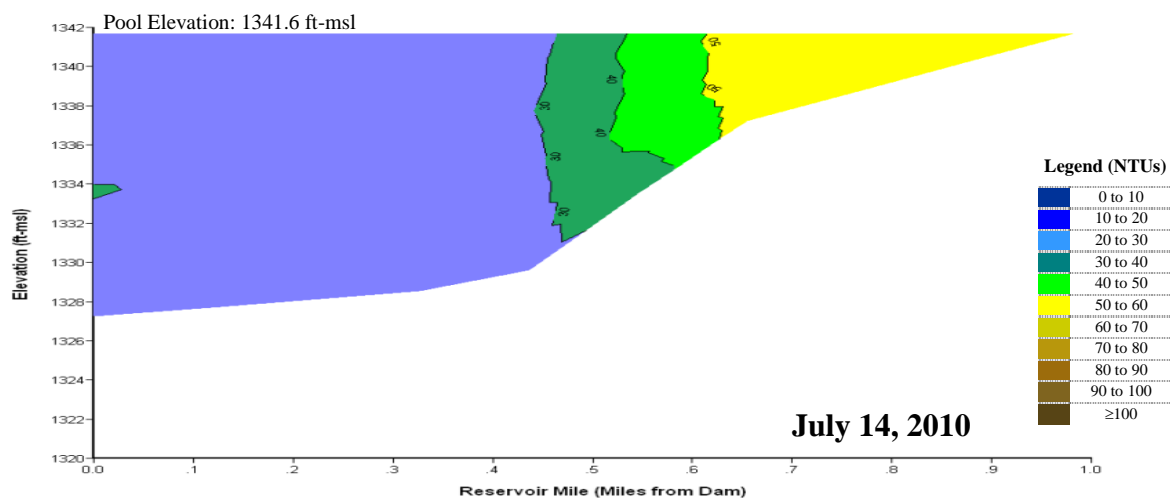 Pool Elevation: 1341.6 ft-msl
1342
1340
1338
1336
1334
1332
1330
1328
1326
1324
1322
1320
Elevation (ft-msl)
30
30
30
40
40
50
50
Legend (NTUs)
0 to 10
10 to 20
20 to 30
30 to 40
40 to 50
50 to 60
60 to 70
70 to 80
80 to 90
90 to 100
≥100
July 14, 2010
0.0 .1 .2 .3 .4 .5 .6 .7 .8 .9 1.0
Reservoir Mile (Miles from Dam)